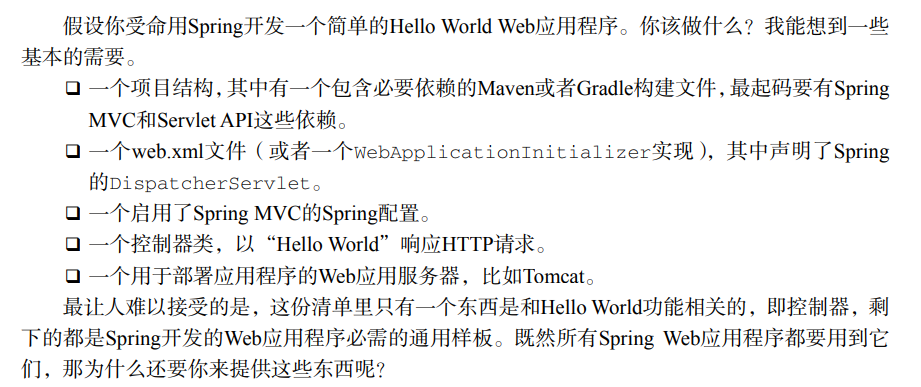 假设你受命用Spring开发一个简单的Hello World Web应用程序。你该做什么？我能想到一些
基本的需要。
❑ 一个项目结构，其中有一个包含必要依赖的Maven或者Gradle构建文件，最起码要有Spring
MVC和Servlet API这些依赖。
❑ 一个web.xml文件（或者一个WebApplicationInitializer实现），其中声明了Spring
的DispatcherServlet。
❑ 一个启用了Spring MVC的Spring配置。
❑ 一个控制器类，以“Hello World”响应HTTP请求。
❑ 一个用于部署应用程序的Web应用服务器，比如Tomcat。
最让人难以接受的是，这份清单里只有一个东西是和Hello World功能相关的，即控制器，剩
下的都是Spring开发的Web应用程序必需的通用样板。既然所有Spring Web应用程序都要用到它
们，那为什么还要你来提供这些东西呢？